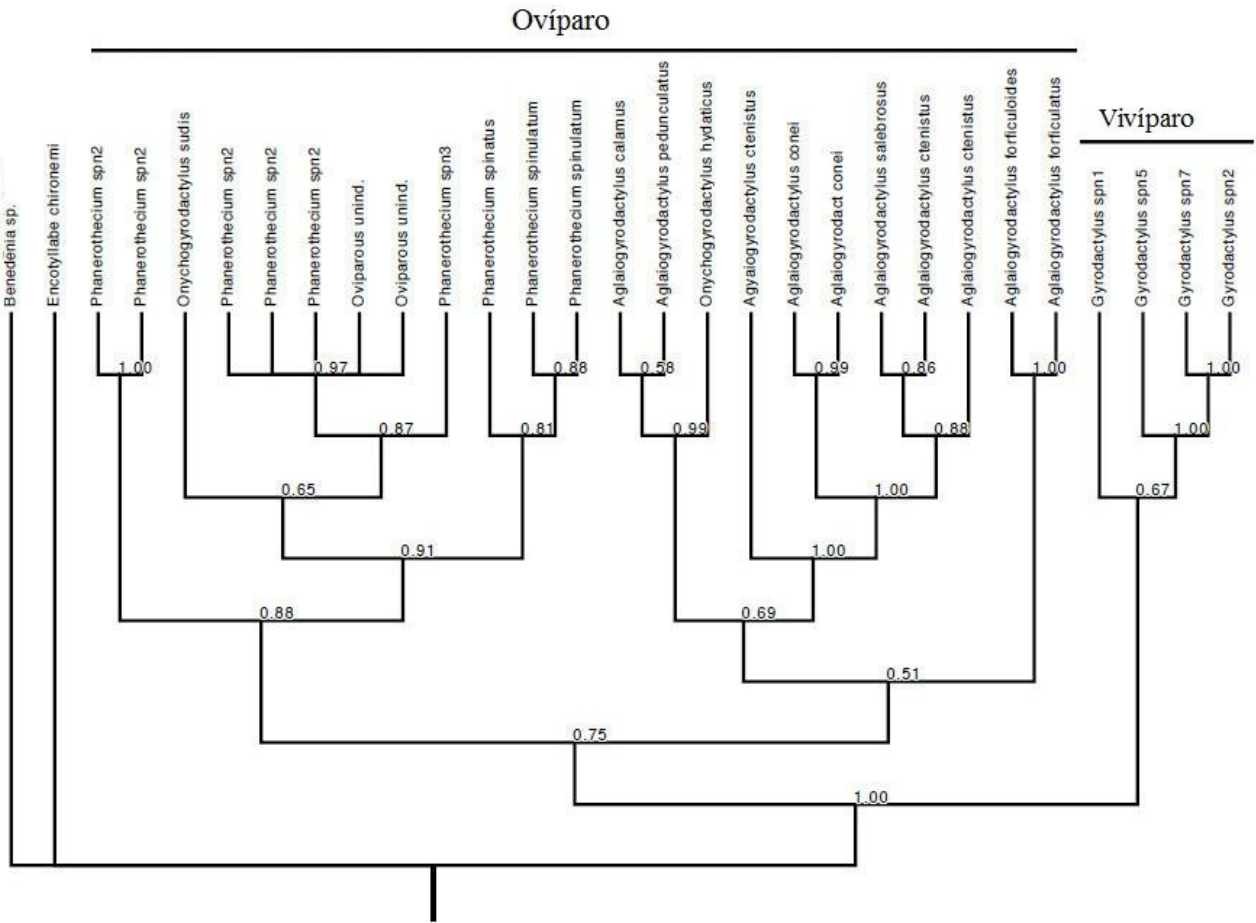 Ovíparo
Vivíparo
Benedenia sp.
Encotyllabe chironemi
Phanerothecium spn2
Phanerothecium spn2
Onychogyrodactylus sudis
Phanerothecium spn2
Phanerothecium spn2
Phanerothecium spn2
Oviparous unind.
Oviparous unind.
Phanerothecium spn3
Phanerothecium spinatus
Phanerothecium spinulatum
Phanerothecium spinulatum
Aglaiogyrodactylus calamus
Aglaiogyrodactylus pedunculatus
Onychogyrodactylus hydaticus
Agyaiogyrodactylus ctenistus
Aglaiogyrodactylus conei
Aglaiogyrodact conei
Aglaiogyrodactylus salebrosus
Aglaiogyrodactylus ctenistus
Aglaiogyrodactylus ctenistus
Aglaiogyrodactylus forficuloides
Aglaiogyrodactylus forficulatus
Gyrodactylus spn1
Gyrodactylus spn5
Gyrodactylus spn7
Gyrodactylus spn2
1.00
0.97
0.88
0.58
0.99
0.86
1.00
1.00
0.87
0.81
0.99
0.88
1.00
0.65
1.00
0.67
0.91
1.00
0.88
0.69
0.51
0.75
1.00